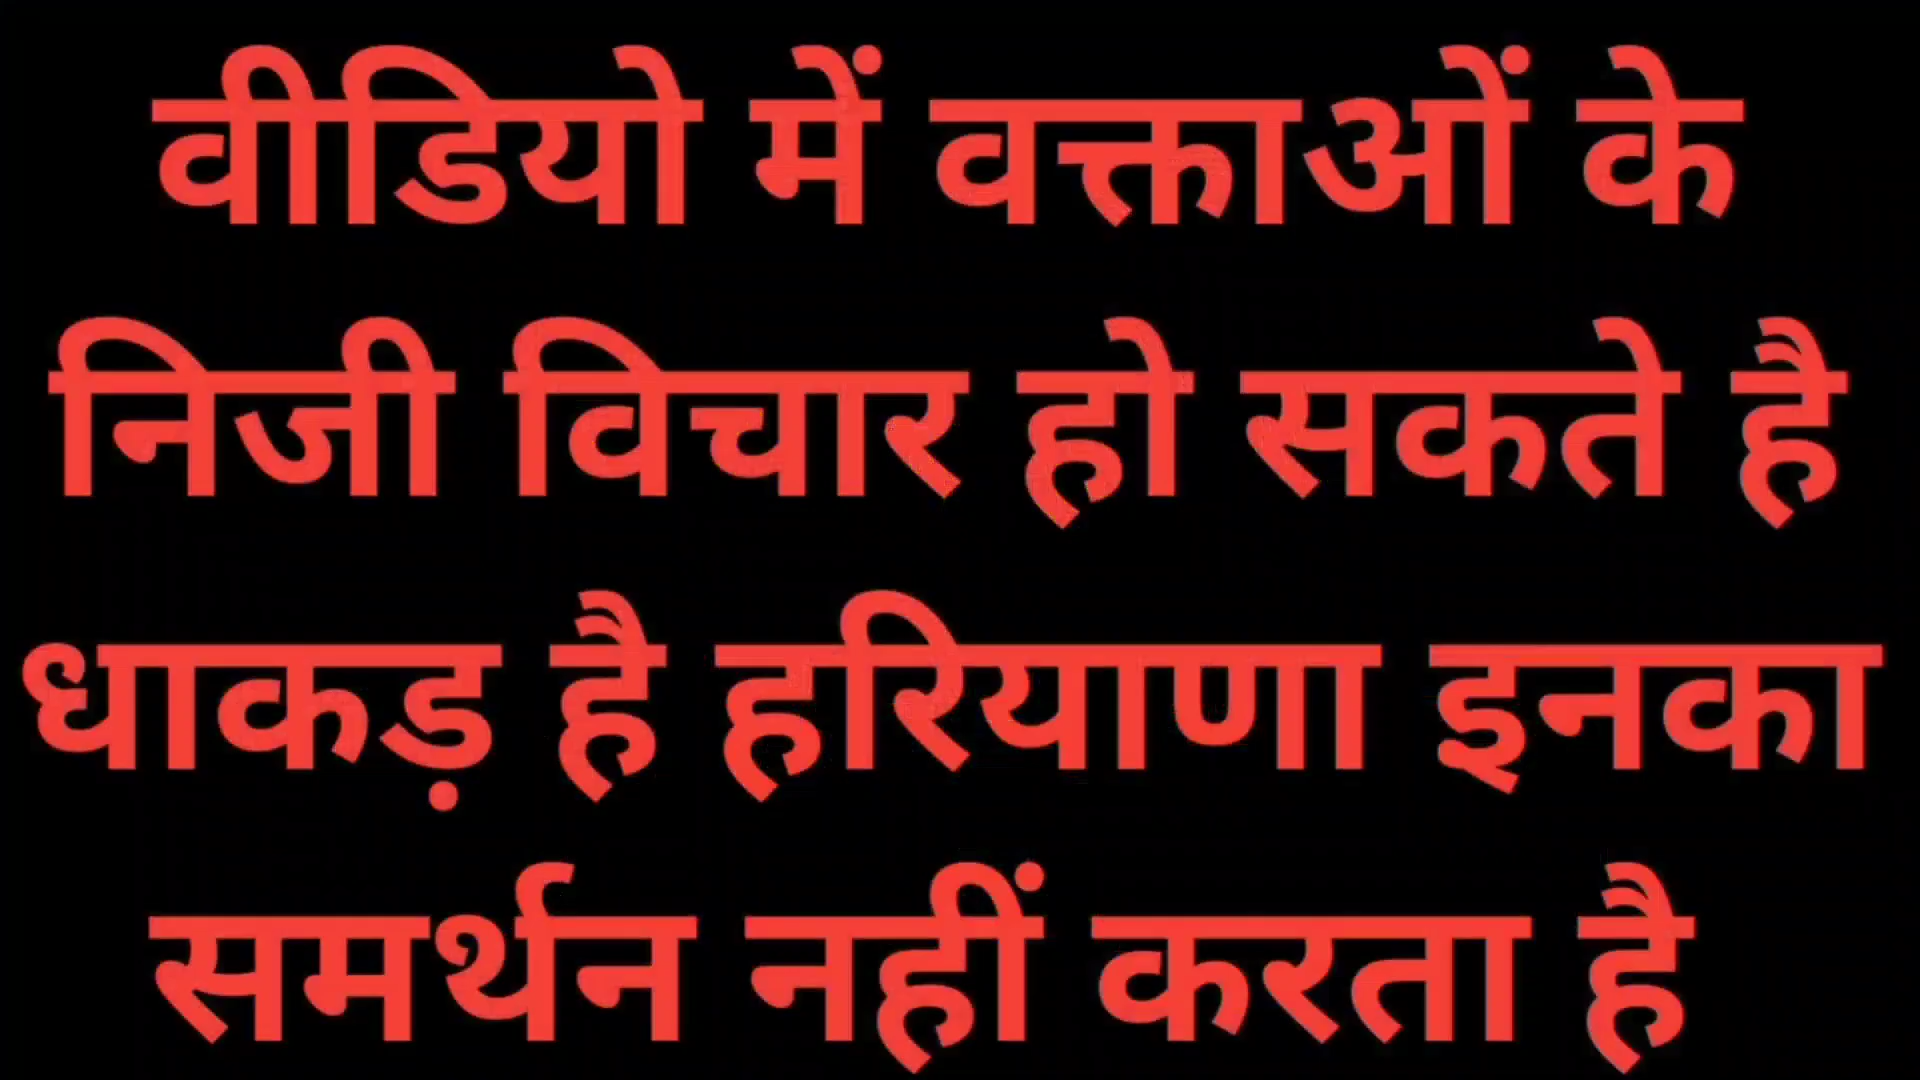 वीडियो में वक्ताओं के
निजी विचार हो सकते है
धाकड़ है हरियाणा इनका
समर्थन नहीं करता है